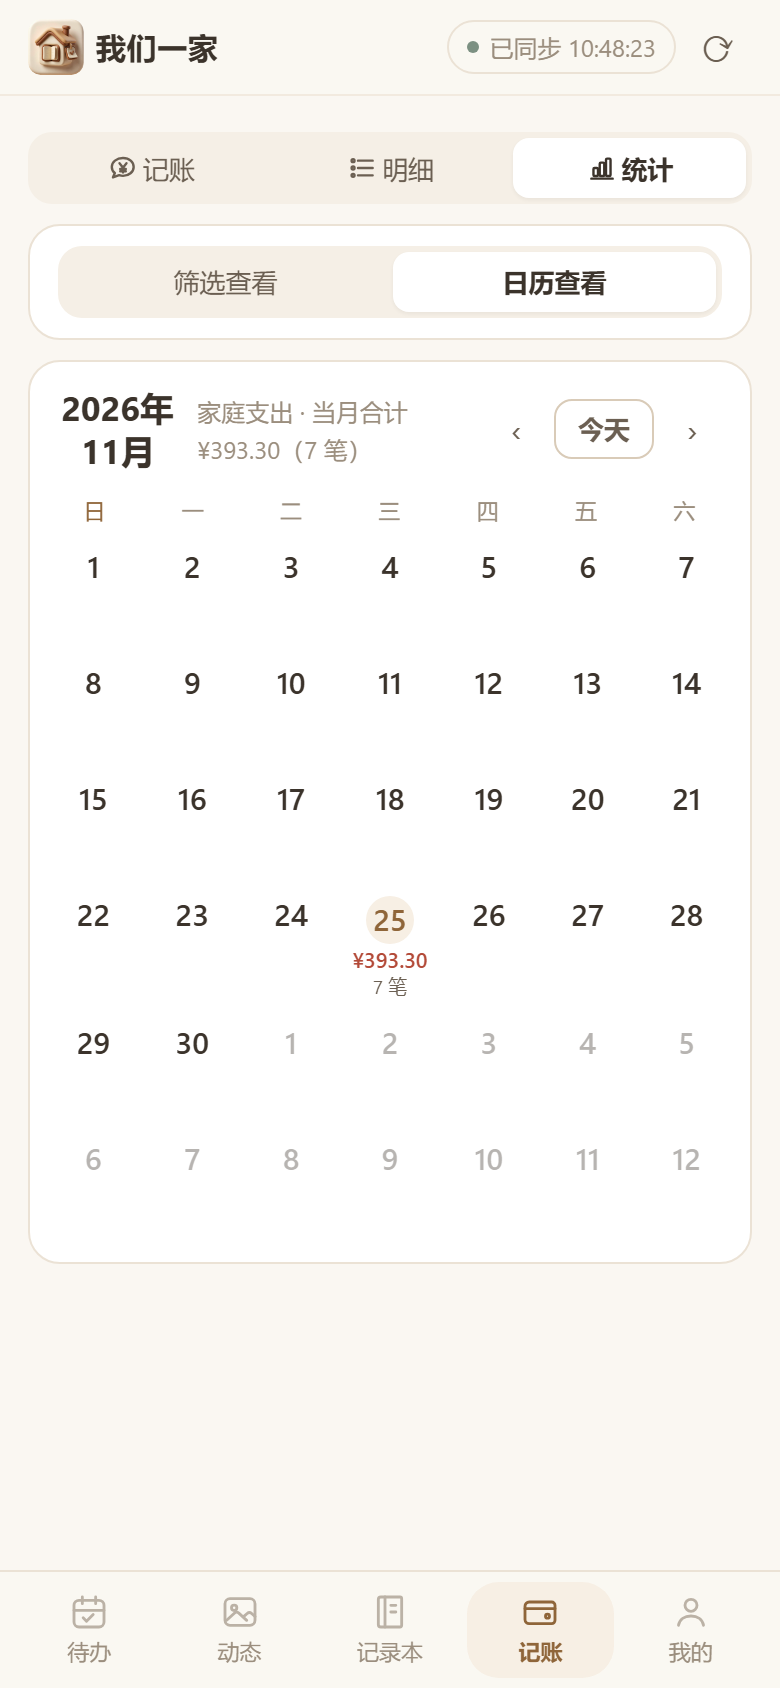 我们一家
已同步 10:48:23
记账
明细
统计
筛选查看
日历查看
2026年
11月
家庭支出 · 当月合计
¥393.30（7 笔）
‹ 今天 ›
日 一 二 三 四 五 六
1 2 3 4 5 6 7
8 9 10 11 12 13 14
15 16 17 18 19 20 21
22 23 24 25 26 27 28
¥393.30
7 笔
29 30 1 2 3 4 5
6 7 8 9 10 11 12
待办 动态 记录本 记账 我的